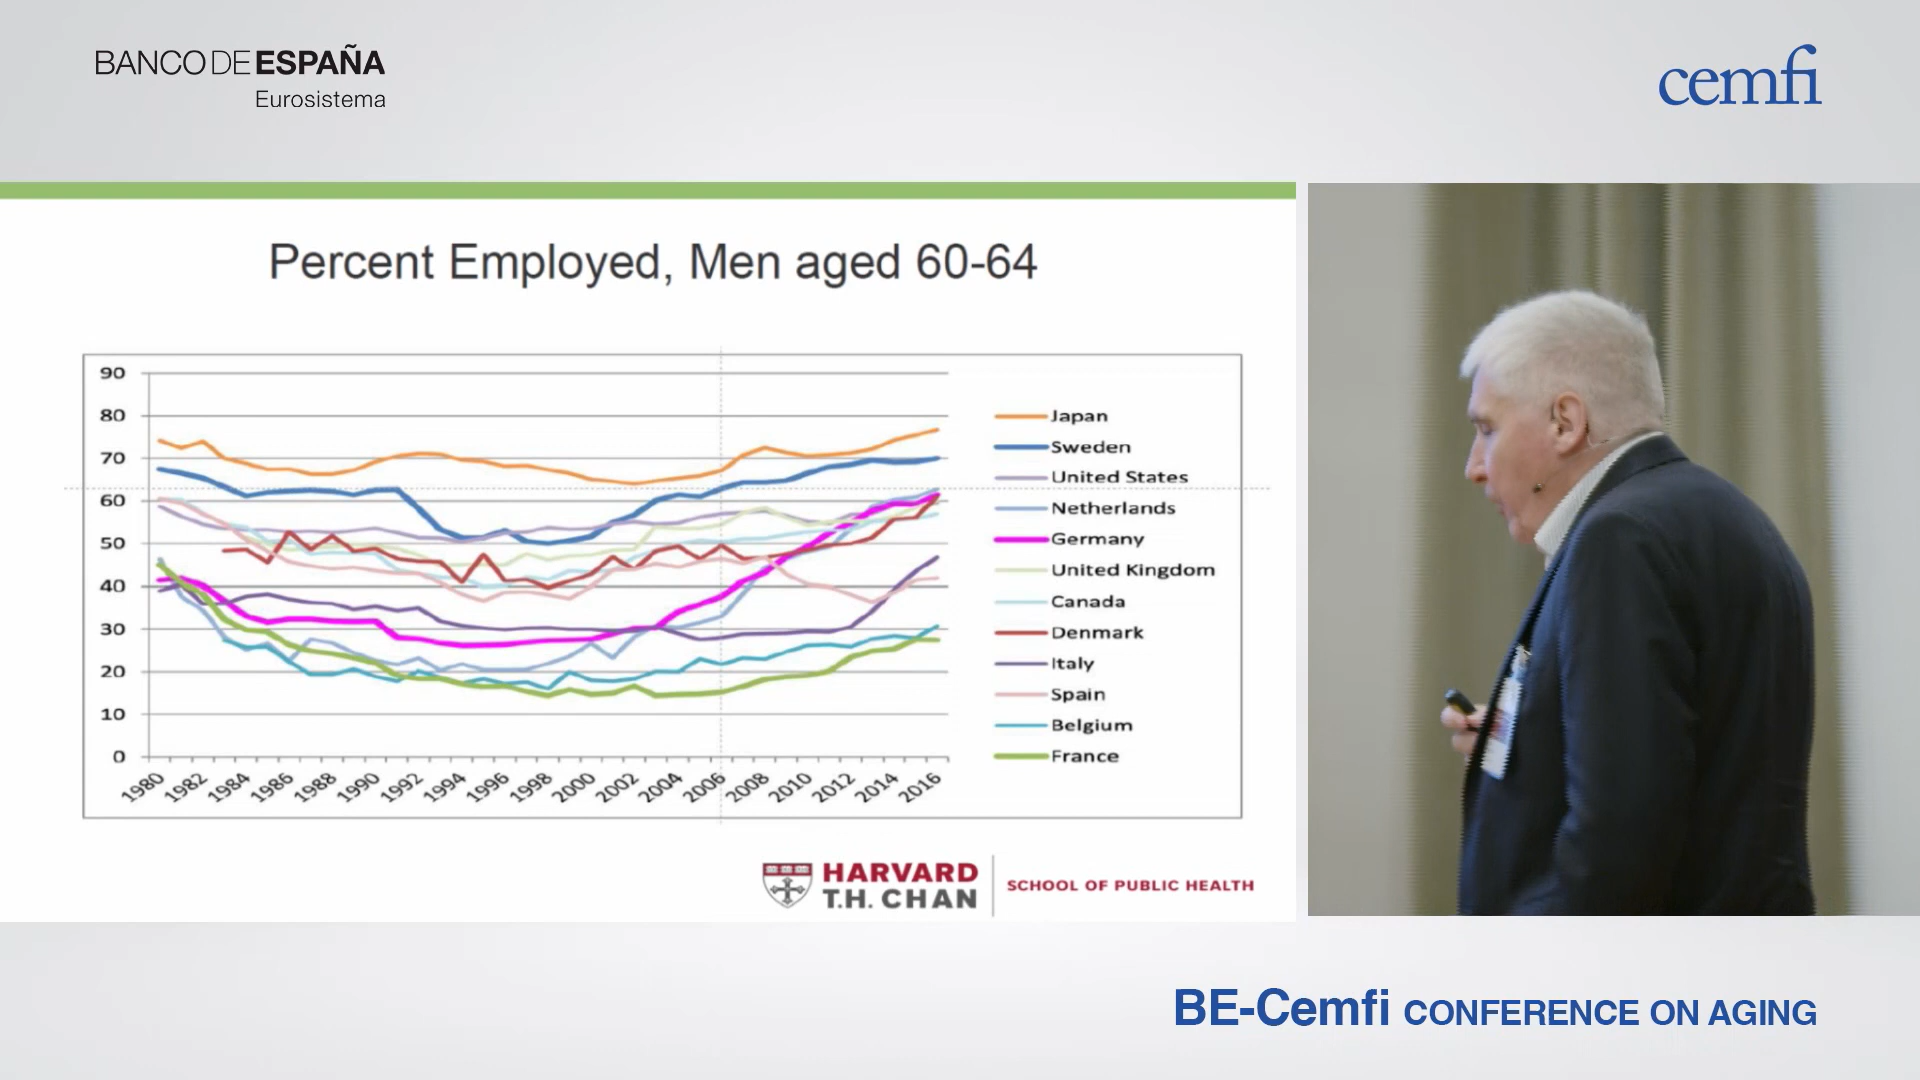 BANCO DE ESPAÑA
Eurosistema
cemfi
Percent Employed, Men aged 60-64
90
80
70
60
50
40
30
20
10
0
1980 1982 1984 1986 1988 1990 1992 1994 1996 1998 2000 2002 2004 2006 2008 2010 2012 2014 2016
Japan
Sweden
United States
Netherlands
Germany
United Kingdom
Canada
Denmark
Italy
Spain
Belgium
France
HARVARD
T.H. CHAN
SCHOOL OF PUBLIC HEALTH
BE-Cemfi CONFERENCE ON AGING